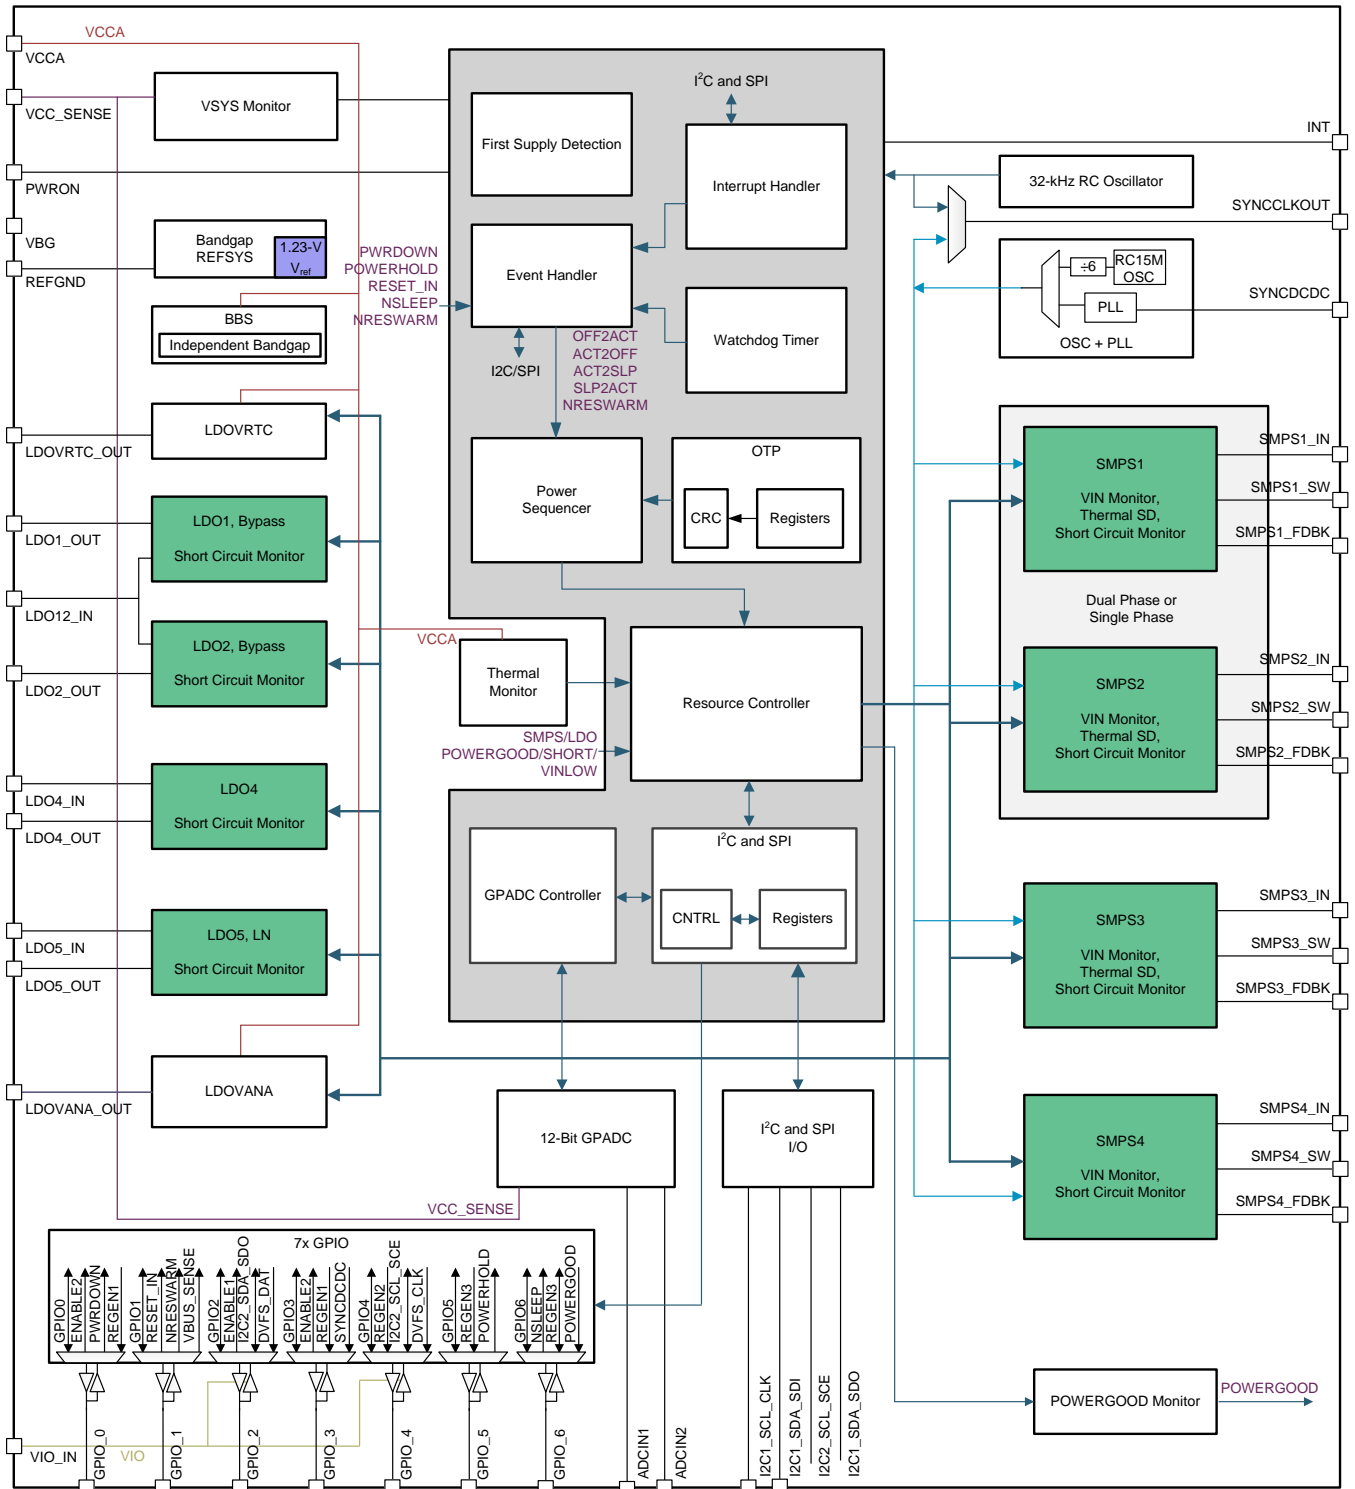 VCCA
VCCA
VCC_SENSE
VSYS Monitor
PWRON
VBG
REFGND
Bandgap
REFSYS
1.23-V
Vref
BBS
Independent Bandgap
LDOVRTC
LDOVRTC_OUT
LDO1, Bypass
Short Circuit Monitor
LDO1_OUT
LDO12_IN
LDO2, Bypass
Short Circuit Monitor
LDO2_OUT
LDO4
Short Circuit Monitor
LDO4_IN
LDO4_OUT
LDO5, LN
Short Circuit Monitor
LDO5_IN
LDO5_OUT
LDOVANA
LDOVANA_OUT
I2C and SPI
First Supply Detection
Interrupt Handler
PWRDOWN
POWERHOLD
RESET_IN
NSLEEP
NRESWARM
Event Handler
I2C/SPI
OFF2ACT
ACT2OFF
ACT2SLP
SLP2ACT
NRESWARM
Watchdog Timer
Power
Sequencer
OTP
CRC
Registers
VCCA
Thermal
Monitor
Resource Controller
SMPS/LDO
POWERGOOD/SHORT/
VINLOW
GPADC Controller
I2C and SPI
CNTRL
Registers
12-Bit GPADC
I2C and SPI
I/O
VCC_SENSE
INT
32-kHz RC Oscillator
SYNCCLKOUT
÷6
RC15M
OSC
PLL
OSC + PLL
SYNCDCDC
SMPS1
VIN Monitor,
Thermal SD,
Short Circuit Monitor
SMPS1_IN
SMPS1_SW
SMPS1_FDBK
Dual Phase or
Single Phase
SMPS2
VIN Monitor,
Thermal SD,
Short Circuit Monitor
SMPS2_IN
SMPS2_SW
SMPS2_FDBK
SMPS3
VIN Monitor,
Thermal SD,
Short Circuit Monitor
SMPS3_IN
SMPS3_SW
SMPS3_FDBK
SMPS4
VIN Monitor,
Short Circuit Monitor
SMPS4_IN
SMPS4_SW
SMPS4_FDBK
7x GPIO
GPIO0
ENABLE2
PWRDOWN
REGEN1
GPIO1
RESET_IN
NRESWARM
VBUS_SENSE
GPIO2
ENABLE1
I2C2_SDA_SDO
DVFS_DAT
GPIO3
ENABLE2
REGEN1
SYNCDCDC
GPIO4
REGEN2
I2C2_SCL_SCE
DVFS_CLK
GPIO5
REGEN3
POWERHOLD
GPIO6
NSLEEP
REGEN3
POWERGOOD
VIO_IN
VIO
GPIO_0
GPIO_1
GPIO_2
GPIO_3
GPIO_4
GPIO_5
GPIO_6
ADCIN1
ADCIN2
I2C1_SCL_CLK
I2C1_SDA_SDI
I2C2_SCL_SCE
I2C1_SDA_SDO
POWERGOOD Monitor
POWERGOOD